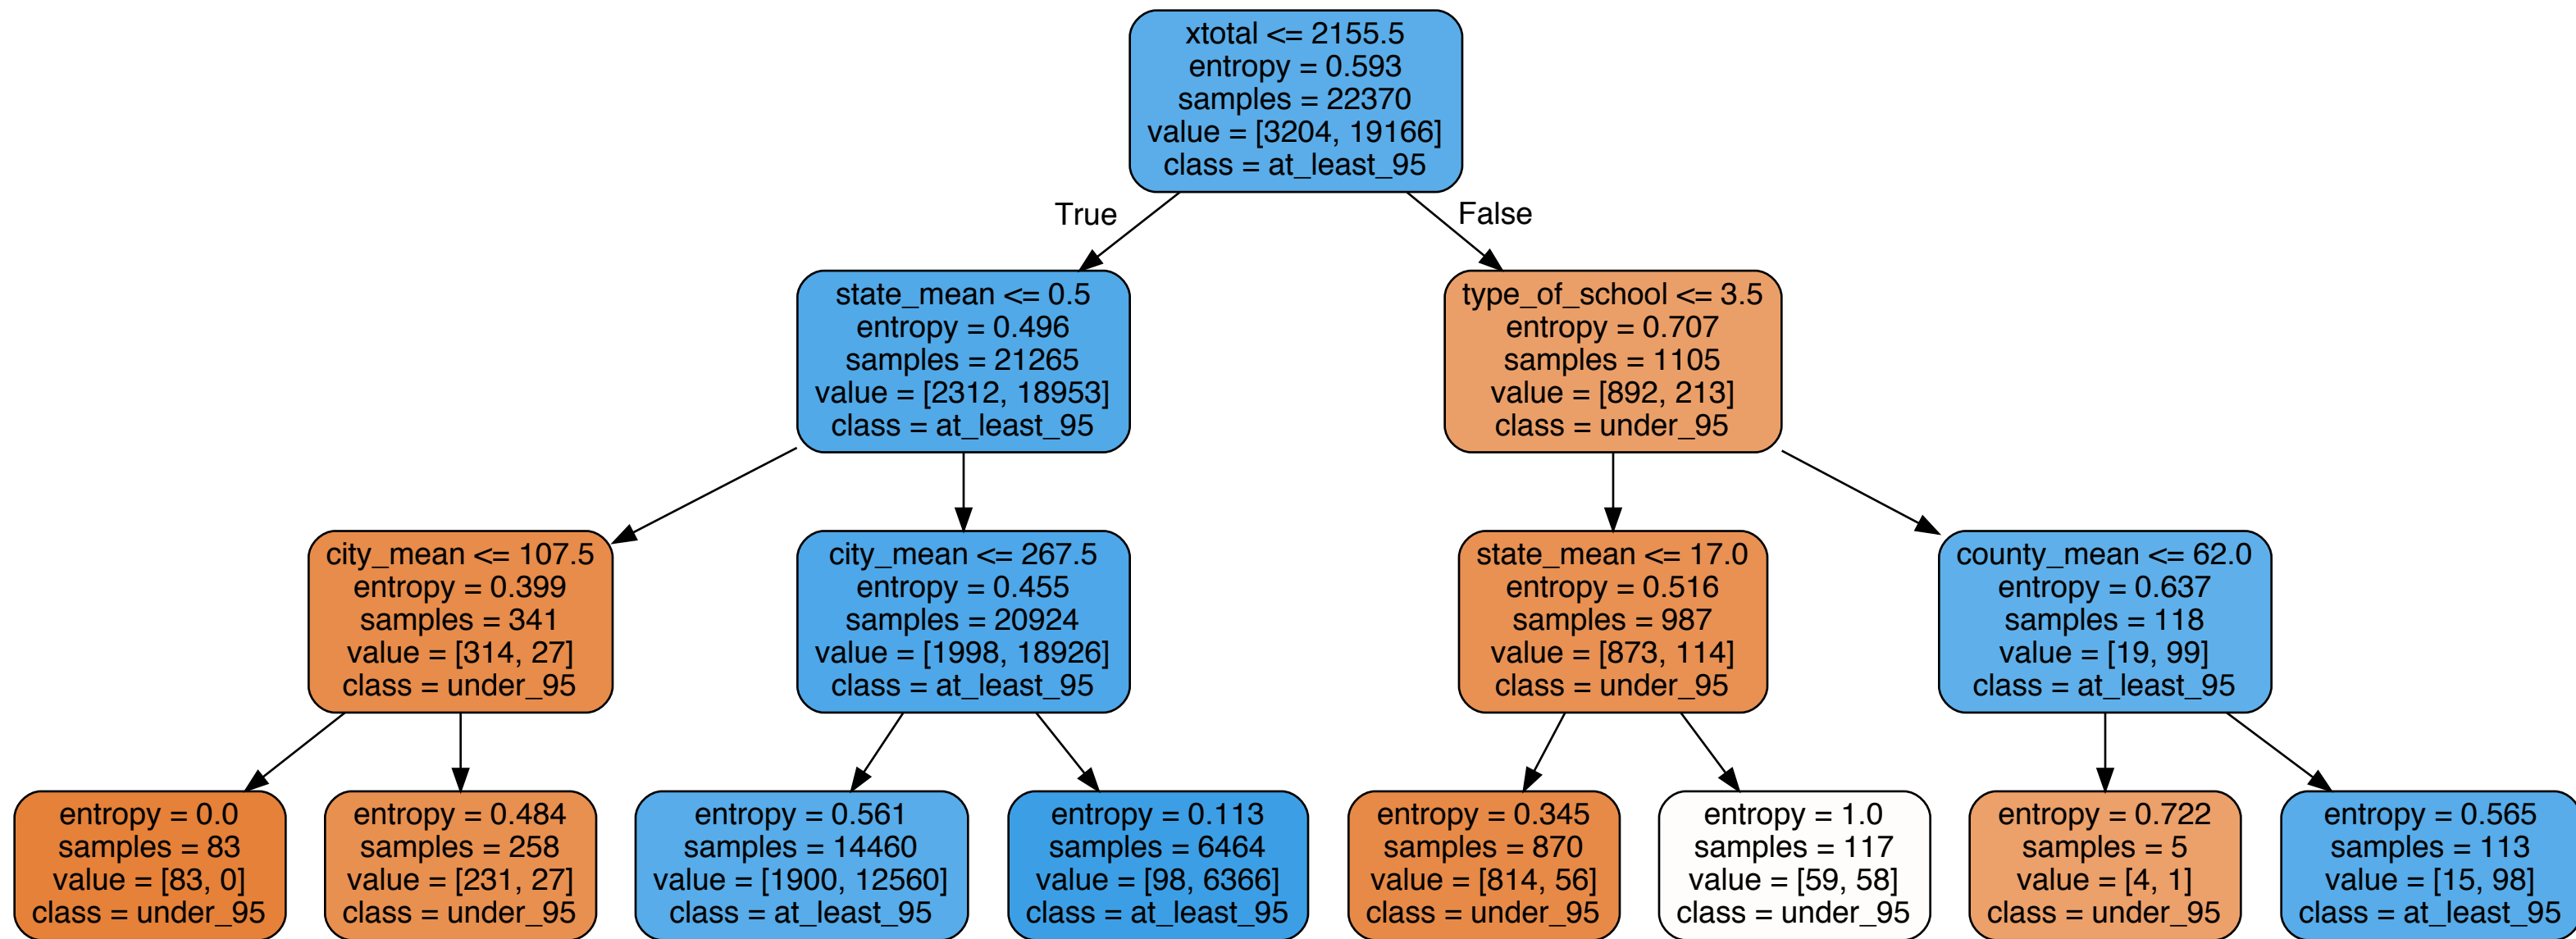 xtotal <= 2155.5
entropy = 0.593
samples = 22370
value = [3204, 19166]
class = at_least_95
True
False
state_mean <= 0.5
entropy = 0.496
samples = 21265
value = [2312, 18953]
class = at_least_95
type_of_school <= 3.5
entropy = 0.707
samples = 1105
value = [892, 213]
class = under_95
city_mean <= 107.5
entropy = 0.399
samples = 341
value = [314, 27]
class = under_95
city_mean <= 267.5
entropy = 0.455
samples = 20924
value = [1998, 18926]
class = at_least_95
state_mean <= 17.0
entropy = 0.516
samples = 987
value = [873, 114]
class = under_95
county_mean <= 62.0
entropy = 0.637
samples = 118
value = [19, 99]
class = at_least_95
entropy = 0.0
samples = 83
value = [83, 0]
class = under_95
entropy = 0.484
samples = 258
value = [231, 27]
class = under_95
entropy = 0.561
samples = 14460
value = [1900, 12560]
class = at_least_95
entropy = 0.113
samples = 6464
value = [98, 6366]
class = at_least_95
entropy = 0.345
samples = 870
value = [814, 56]
class = under_95
entropy = 1.0
samples = 117
value = [59, 58]
class = under_95
entropy = 0.722
samples = 5
value = [4, 1]
class = under_95
entropy = 0.565
samples = 113
value = [15, 98]
class = at_least_95